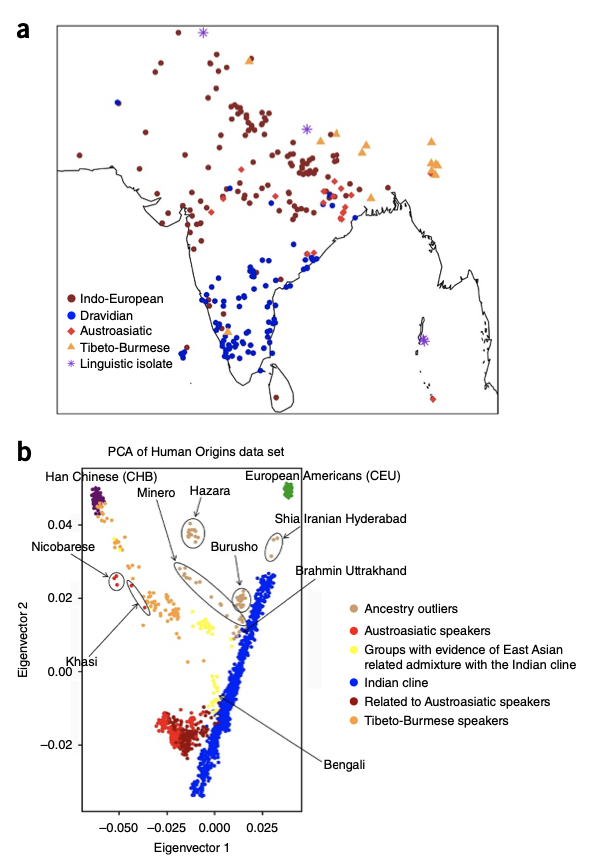 a
Indo-European
Dravidian
Austroasiatic
Tibeto-Burmese
Linguistic isolate
b
PCA of Human Origins data set
Han Chinese (CHB)
European Americans (CEU)
Minero
Hazara
Shia Iranian Hyderabad
0.04
Nicobarese
Burusho
Brahmin Uttrakhand
0.02
Ancestry outliers
Austroasiatic speakers
Groups with evidence of East Asian
related admixture with the Indian cline
Indian cline
Related to Austroasiatic speakers
Tibeto-Burmese speakers
Khasi
0.00
Eigenvector 2
−0.02
Bengali
−0.050 −0.025 0.000 0.025
Eigenvector 1